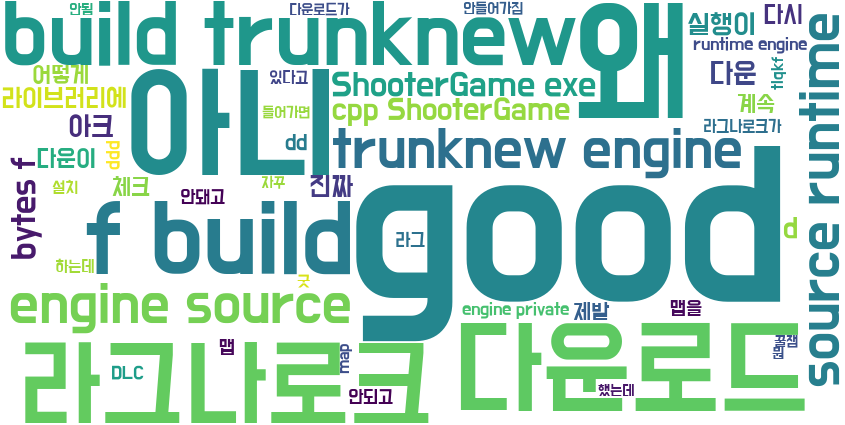 안됨
다운로드가
안들어가짐
build trunknew
왜
실행이
다시
runtime engine
어떻게
있다고
아니
ShooterGame exe
다운
tlqkf
라이브러리에
들어가면
cpp ShooterGame
계속
source runtime
아크
dd
라그나로크가
다운이
ddd
trunknew engine
bytes f
설치
체크
안돼고
자꾸
진짜
good
f build
라그
d
하는데
굿
engine source
engine private
제발
맵을
라그나로크
맵
map
다운로드
꿀잼
DLC
안되고
했는데